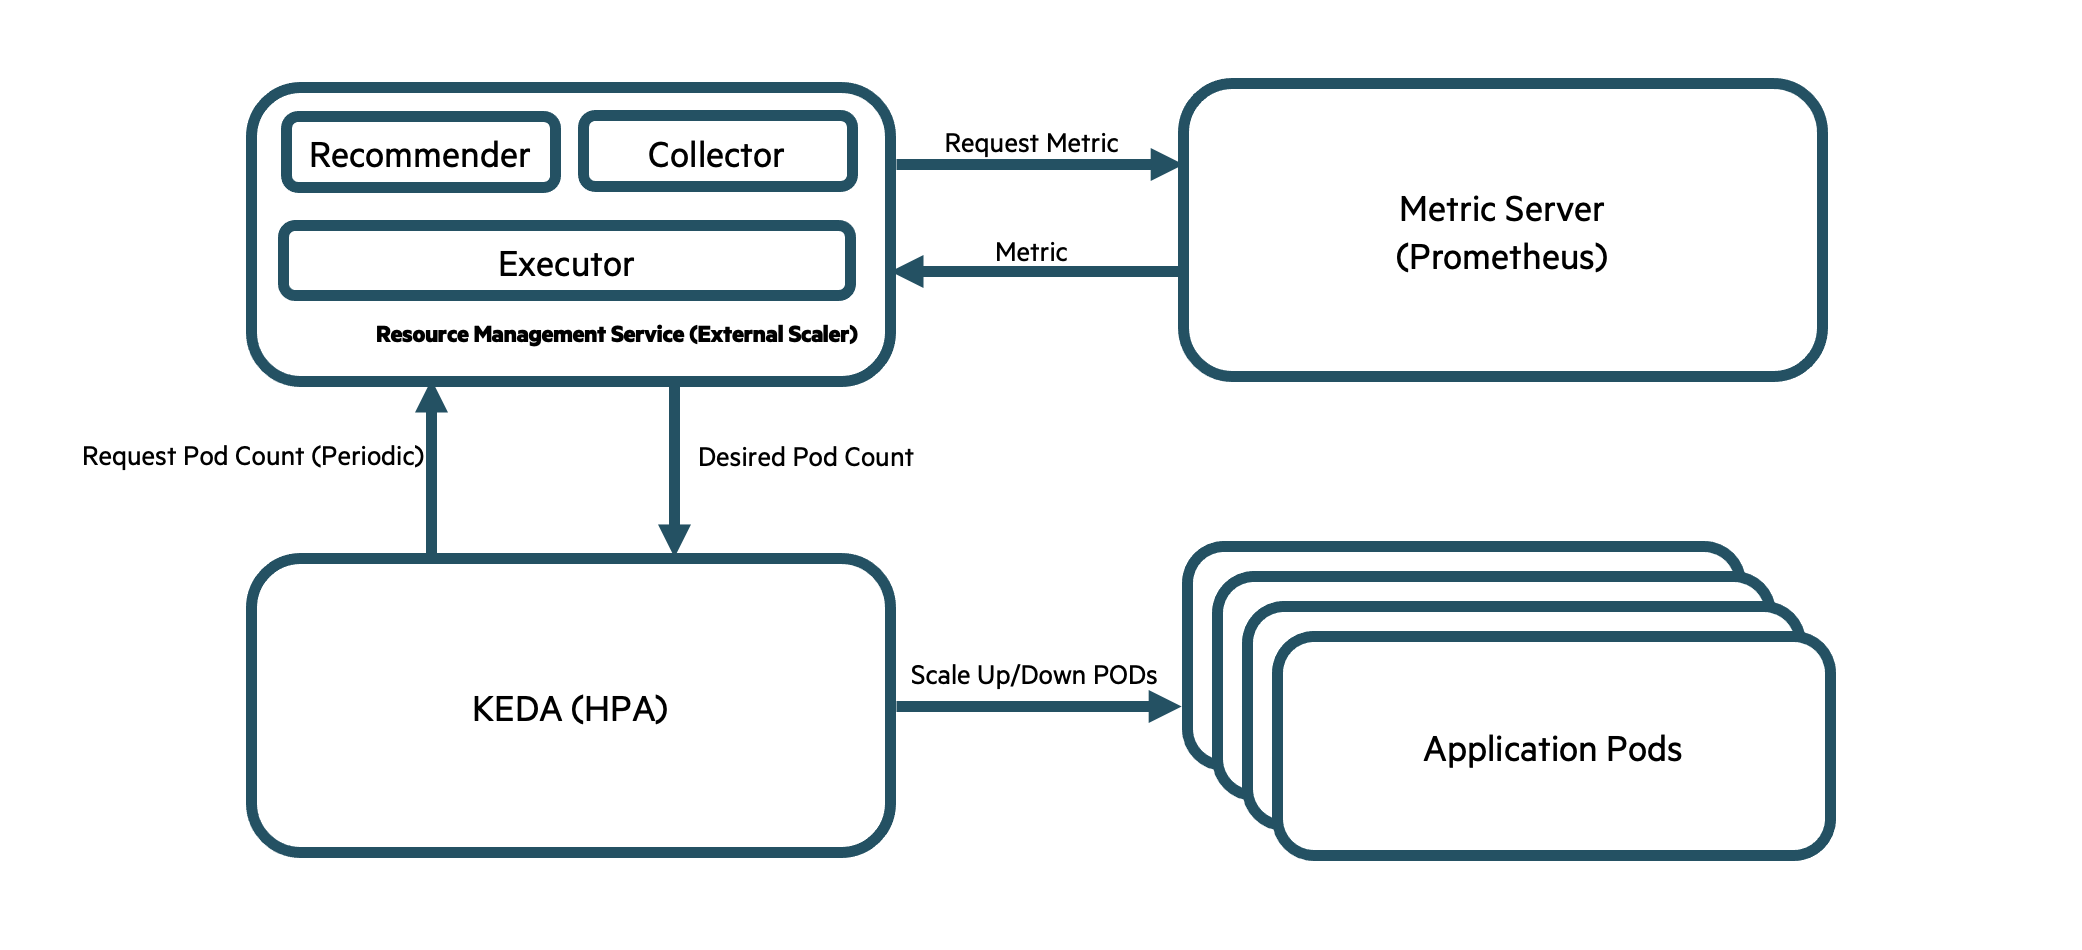 Recommender
Collector
Executor
Resource Management Service (External Scaler)
Request Metric
Metric
Metric Server
(Prometheus)
Request Pod Count (Periodic)
Desired Pod Count
KEDA (HPA)
Scale Up/Down PODs
Application Pods